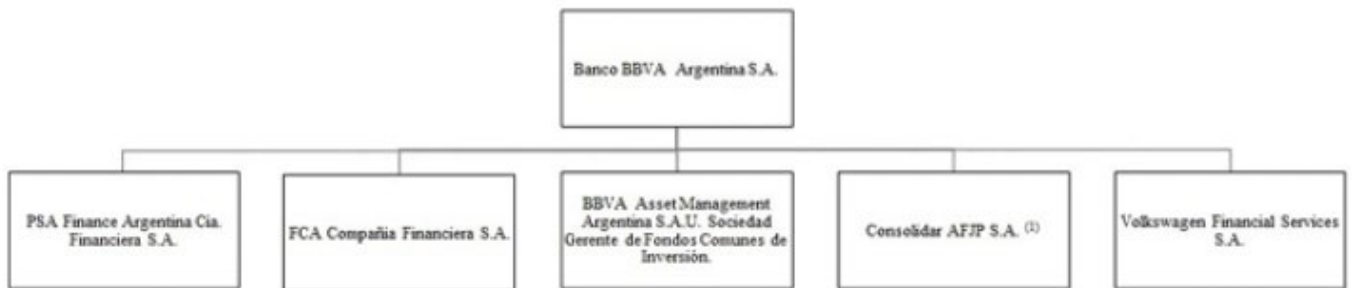 Banco BBVA Argentina S.A.
PSA Finance Argentina Cia.
Financiera S.A.
FCA Compañia Financiera S.A.
BBVA Asset Management
Argentina S.A.U. Sociedad
Gerente de Fondos Comunes de
Inversión.
Consolidar AFJP S.A. (1)
Volkswagen Financial Services
S.A.